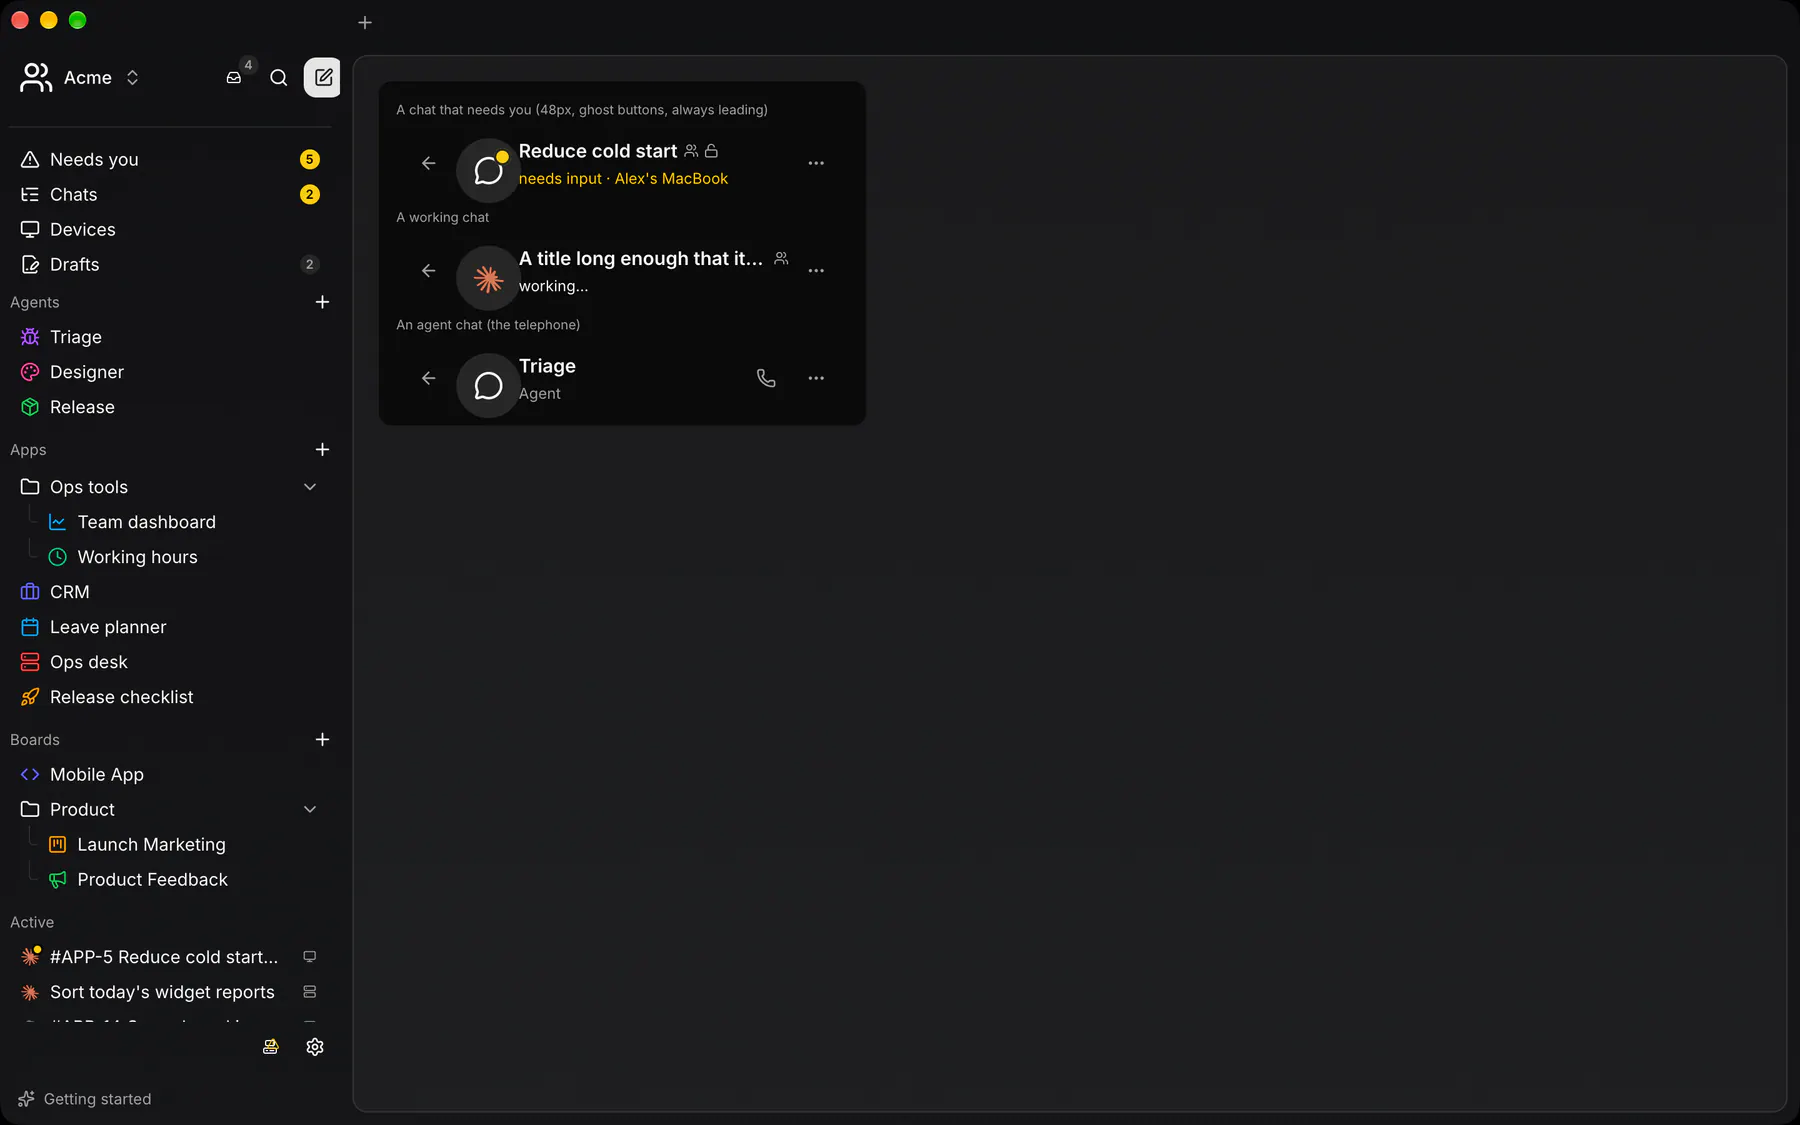 Acme
4
Needs you
5
Chats
2
Devices
Drafts
2
Agents
Triage
Designer
Release
Apps
Ops tools
Team dashboard
Working hours
CRM
Leave planner
Ops desk
Release checklist
Boards
Mobile App
Product
Launch Marketing
Product Feedback
Active
#APP-5 Reduce cold start...
Sort today's widget reports
Getting started
A chat that needs you (48px, ghost buttons, always leading)
Reduce cold start
needs input · Alex's MacBook
A working chat
A title long enough that it...
working...
An agent chat (the telephone)
Triage
Agent